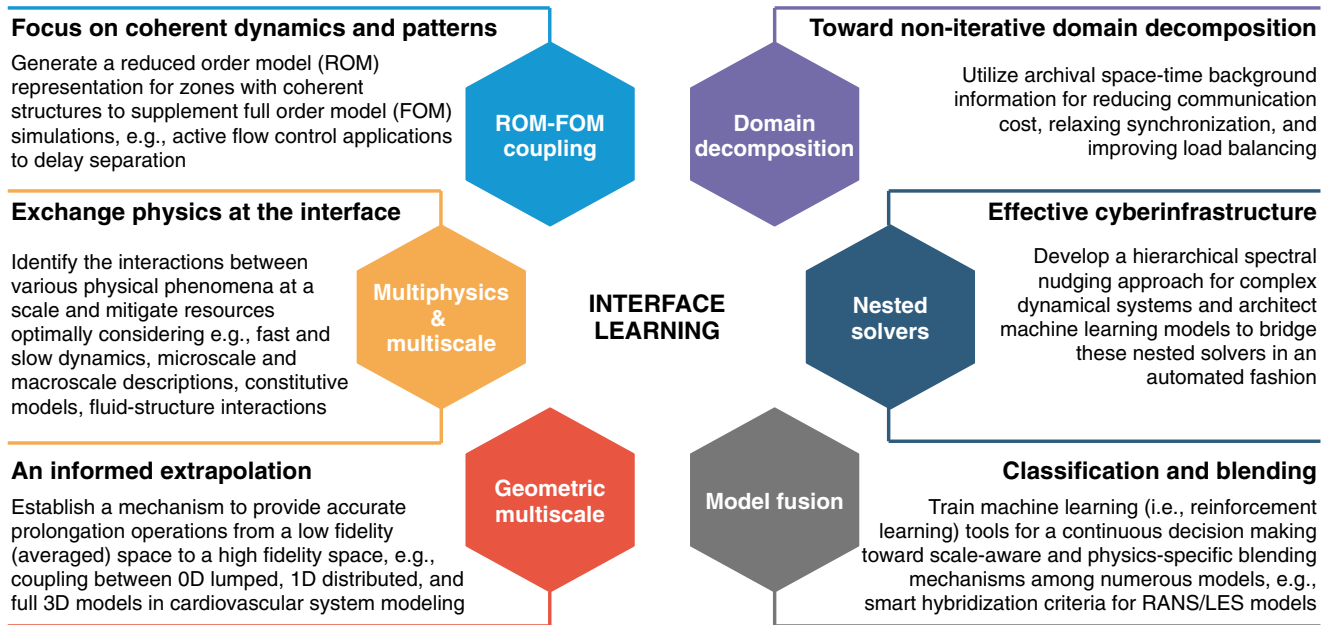 Focus on coherent dynamics and patterns
Generate a reduced order model (ROM)
representation for zones with coherent
structures to supplement full order model (FOM)
simulations, e.g., active flow control applications
to delay separation
ROM-FOM
coupling
Toward non-iterative domain decomposition
Utilize archival space-time background
information for reducing communication
cost, relaxing synchronization, and
improving load balancing
Domain
decomposition
Exchange physics at the interface
Identify the interactions between
various physical phenomena at a
scale and mitigate resources
optimally considering e.g., fast and
slow dynamics, microscale and
macroscale descriptions, constitutive
models, fluid-structure interactions
Multiphysics
&
multiscale
INTERFACE
LEARNING
Effective cyberinfrastructure
Develop a hierarchical spectral
nudging approach for complex
dynamical systems and architect
machine learning models to bridge
these nested solvers in an
automated fashion
Nested
solvers
An informed extrapolation
Establish a mechanism to provide accurate
prolongation operations from a low fidelity
(averaged) space to a high fidelity space, e.g.,
coupling between 0D lumped, 1D distributed, and
full 3D models in cardiovascular system modeling
Geometric
multiscale
Model fusion
Classification and blending
Train machine learning (i.e., reinforcement
learning) tools for a continuous decision making
toward scale-aware and physics-specific blending
mechanisms among numerous models, e.g.,
smart hybridization criteria for RANS/LES models